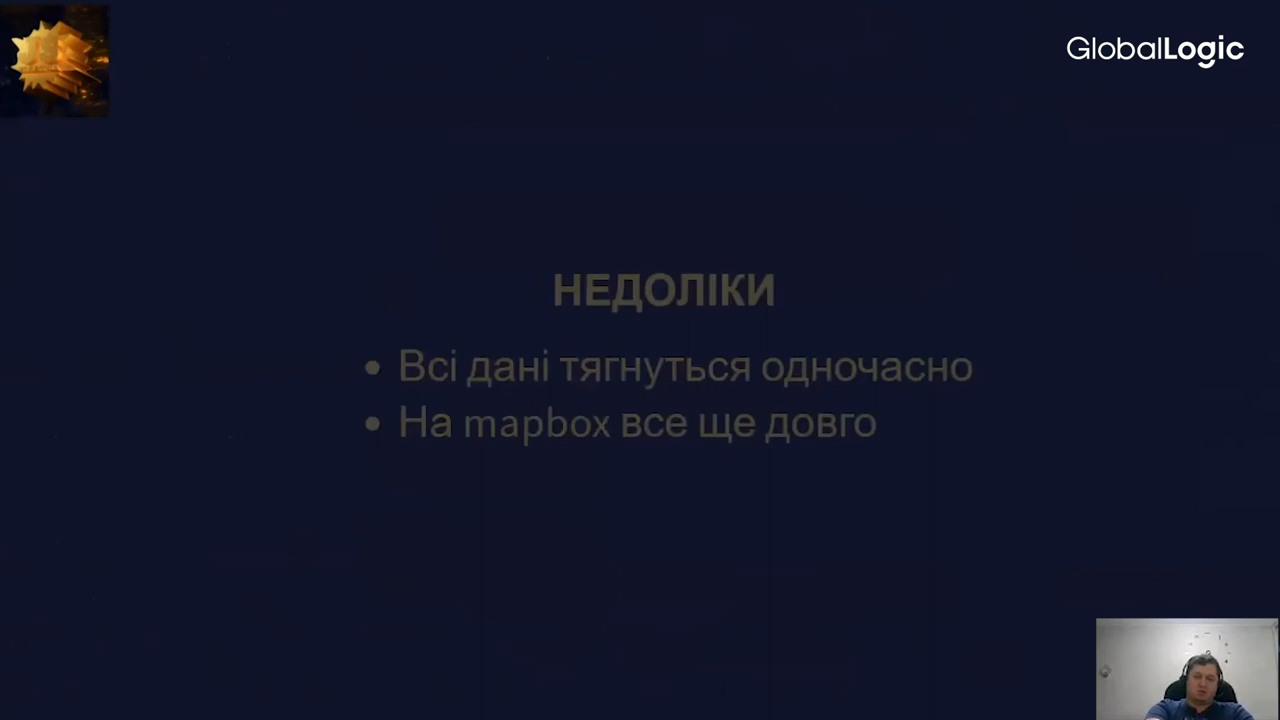 GlobalLogic
НЕДОЛІКИ
• Всі дані тягнуться одночасно
• На mapbox все ще довго